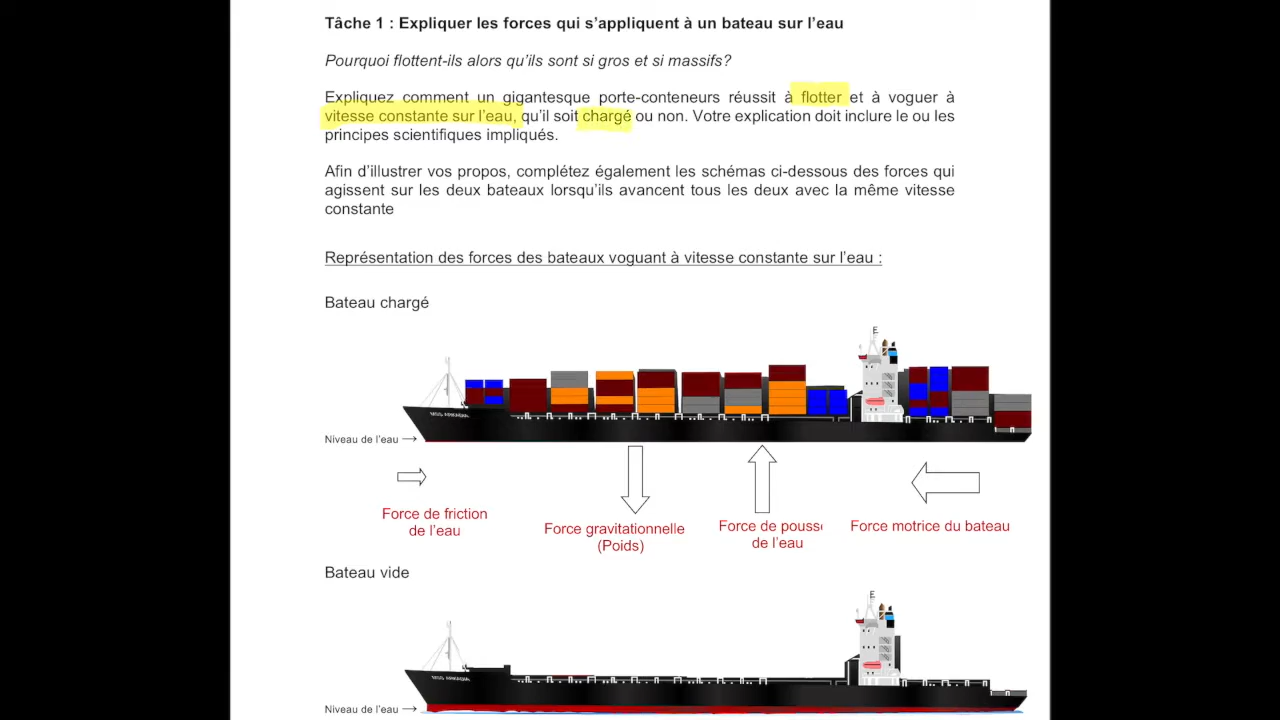 Tâche 1 : Expliquer les forces qui s’appliquent à un bateau sur l’eau
Pourquoi flottent-ils alors qu’ils sont si gros et si massifs?
Expliquez comment un gigantesque porte-conteneurs réussit à flotter et à voguer à
vitesse constante sur l’eau, qu’il soit chargé ou non. Votre explication doit inclure le ou les
principes scientifiques impliqués.
Afin d’illustrer vos propos, complétez également les schémas ci-dessous des forces qui
agissent sur les deux bateaux lorsqu’ils avancent tous les deux avec la même vitesse
constante
Représentation des forces des bateaux voguant à vitesse constante sur l’eau :
Bateau chargé
MISS ARKADIA
Niveau de l’eau →
Force de friction
de l’eau
Force gravitationnelle
(Poids)
Force de
de l’eau
Force motrice du bateau
Bateau vide
MISS ARKADIA
Niveau de l’eau →